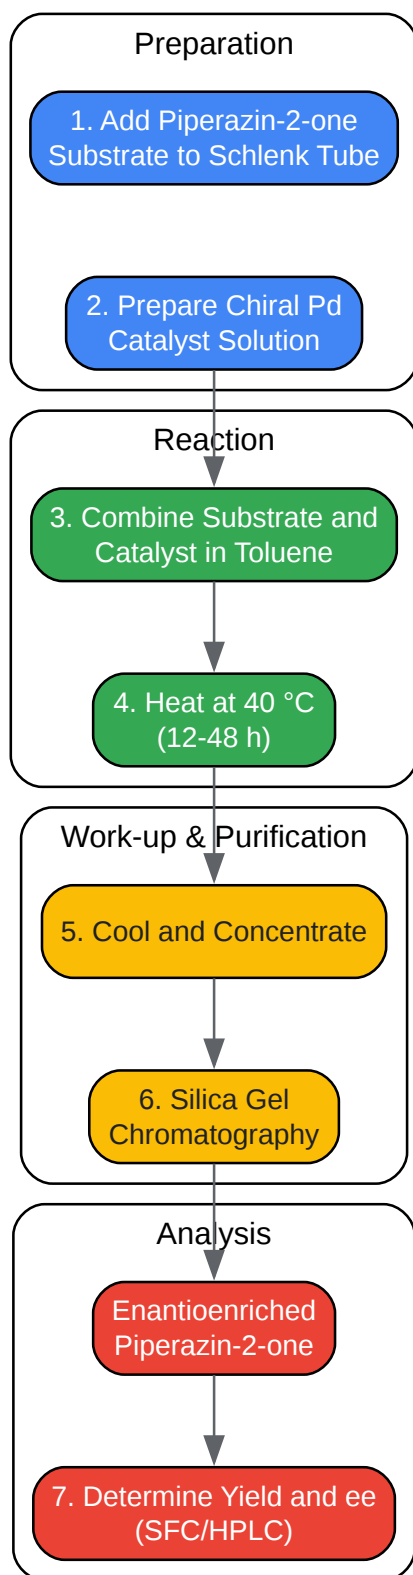 Preparation
1. Add Piperazin-2-one
Substrate to Schlenk Tube
2. Prepare Chiral Pd
Catalyst Solution
Reaction
3. Combine Substrate and
Catalyst in Toluene
4. Heat at 40 °C
(12-48 h)
Work-up & Purification
5. Cool and Concentrate
6. Silica Gel
Chromatography
Analysis
Enantioenriched
Piperazin-2-one
7. Determine Yield and ee
(SFC/HPLC)